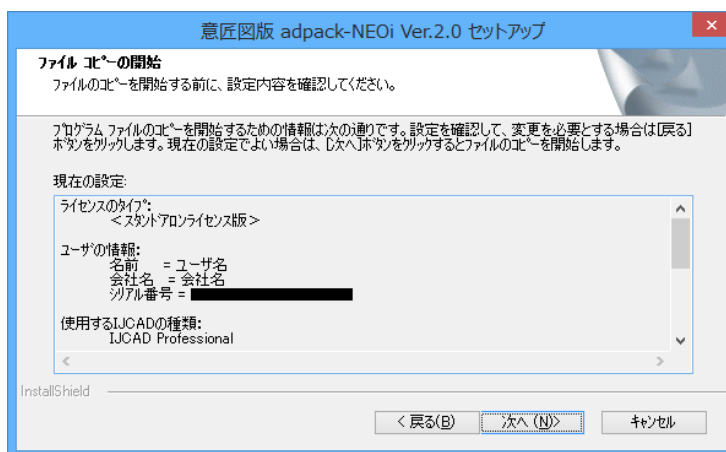 意匠図版 adpack-NEOi Ver.2.0 セットアップ
ファイル コピーの開始
ファイルのコピーを開始する前に、設定内容を確認してください。
プログラム ファイルのコピーを開始するための情報は次の通りです。設定を確認して、変更を必要とする場合は[戻る]
ボタンをクリックします。現在の設定でよい場合は、[次へ]ボタンをクリックするとファイルのコピーを開始します。
現在の設定:
ライセンスのタイプ:
＜スタンドアロンライセンス版＞
ユーザの情報:
名前 = ユーザ名
会社名 = 会社名
シリアル番号 =
使用するIJCADの種類:
IJCAD Professional
InstallShield
< 戻る(B) 次へ (N)> キャンセル